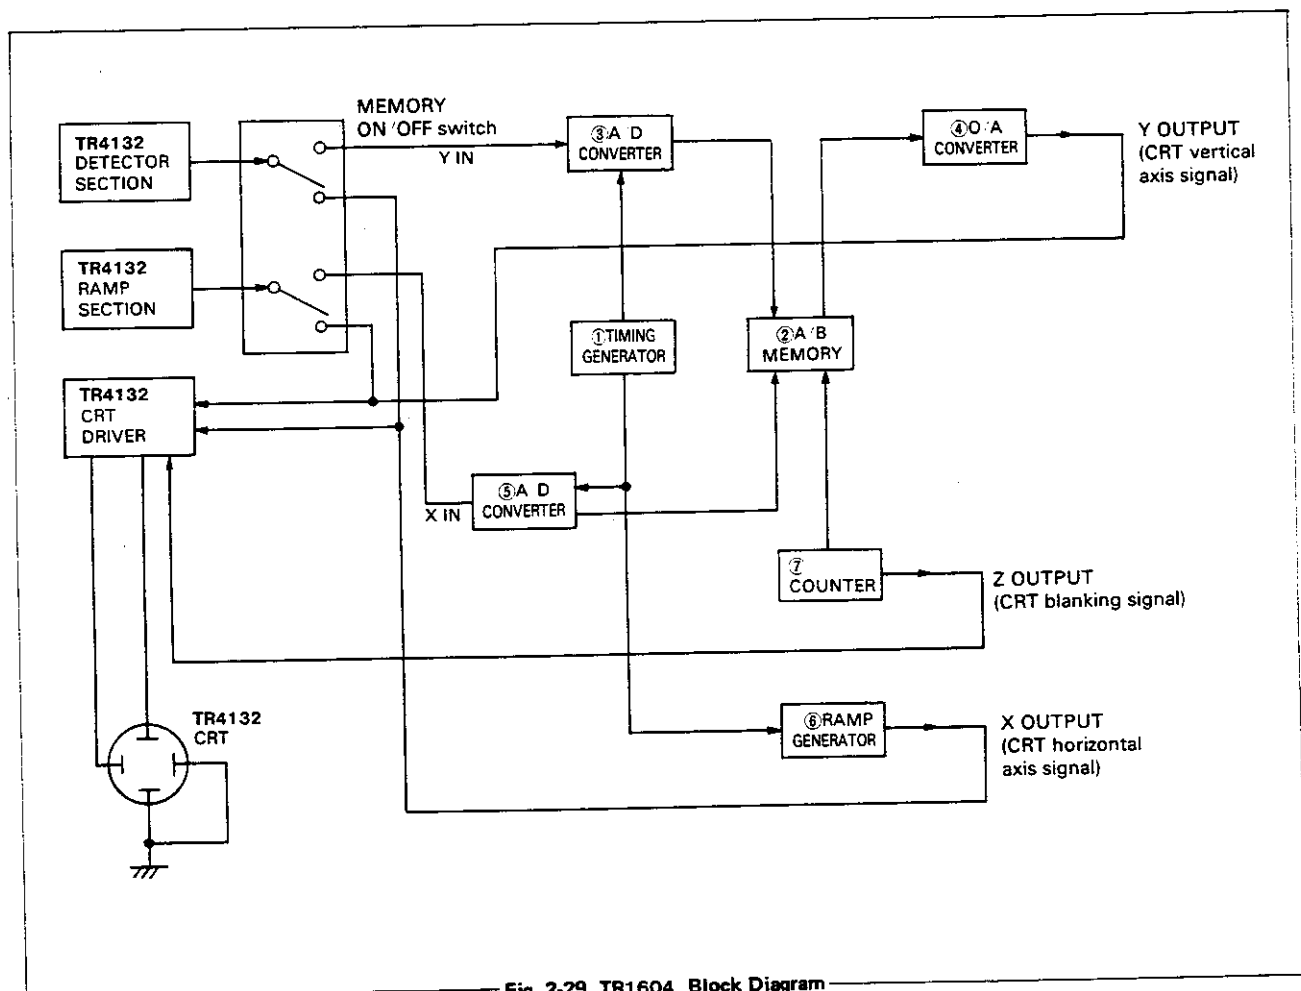 MEMORY
ON/OFF switch
TR4132
DETECTOR
SECTION
Y IN
③A D
CONVERTER
④O/A
CONVERTER
Y OUTPUT
(CRT vertical
axis signal)
TR4132
RAMP
SECTION
①TIMING
GENERATOR
②A/B
MEMORY
TR4132
CRT
DRIVER
⑤A D
CONVERTER
X IN
⑦
COUNTER
Z OUTPUT
(CRT blanking signal)
TR4132
CRT
⑥RAMP
GENERATOR
X OUTPUT
(CRT horizontal
axis signal)
Fig. 2-29 TR1604 Block Diagram